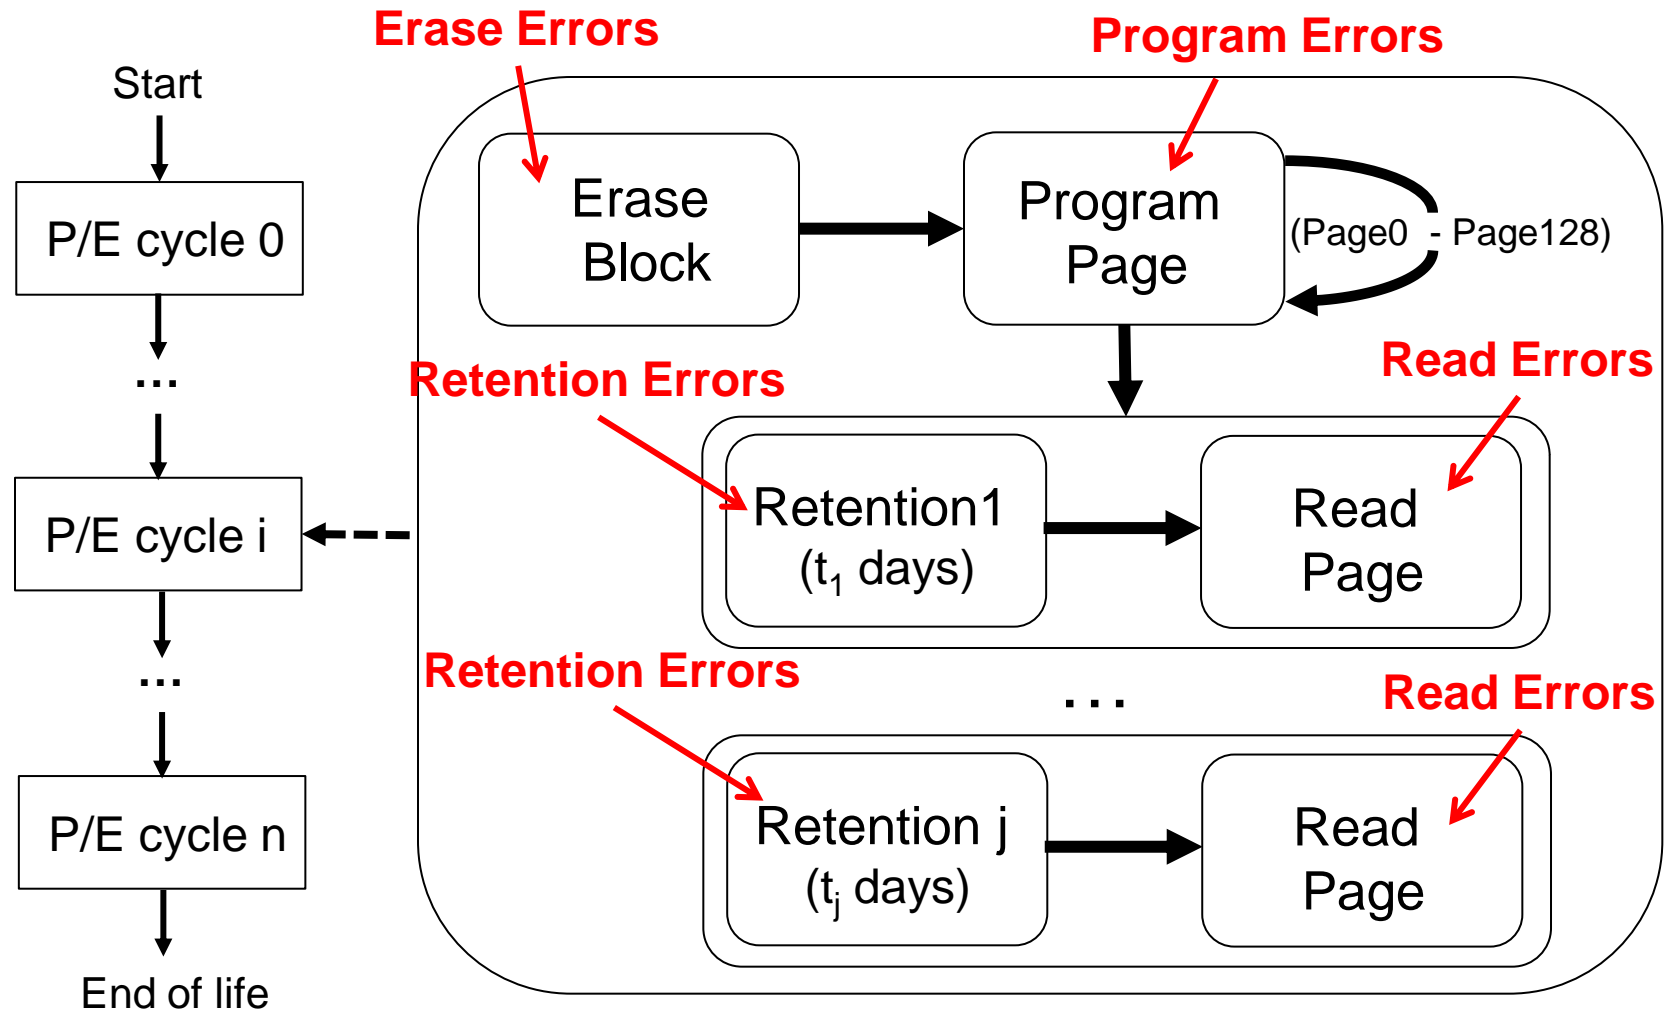 Start
P/E cycle 0
...
P/E cycle i
...
P/E cycle n
End of life
Erase Errors
Program Errors
Erase
Block
Program
Page
(Page0 - Page128)
Retention Errors
Read Errors
Retention1
(t₁ days)
Read
Page
...
Retention Errors
Read Errors
Retention j
(tⱼ days)
Read
Page